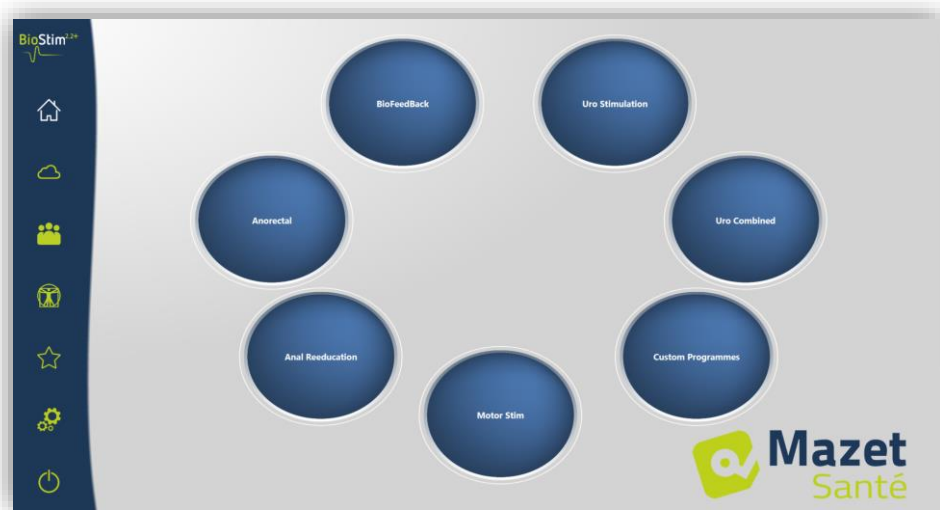 BioStim2.2+
BioFeedBack
Uro Stimulation
Anorectal
Uro Combined
Anal Reeducation
Custom Programmes
Motor Stim
Mazet
Santé